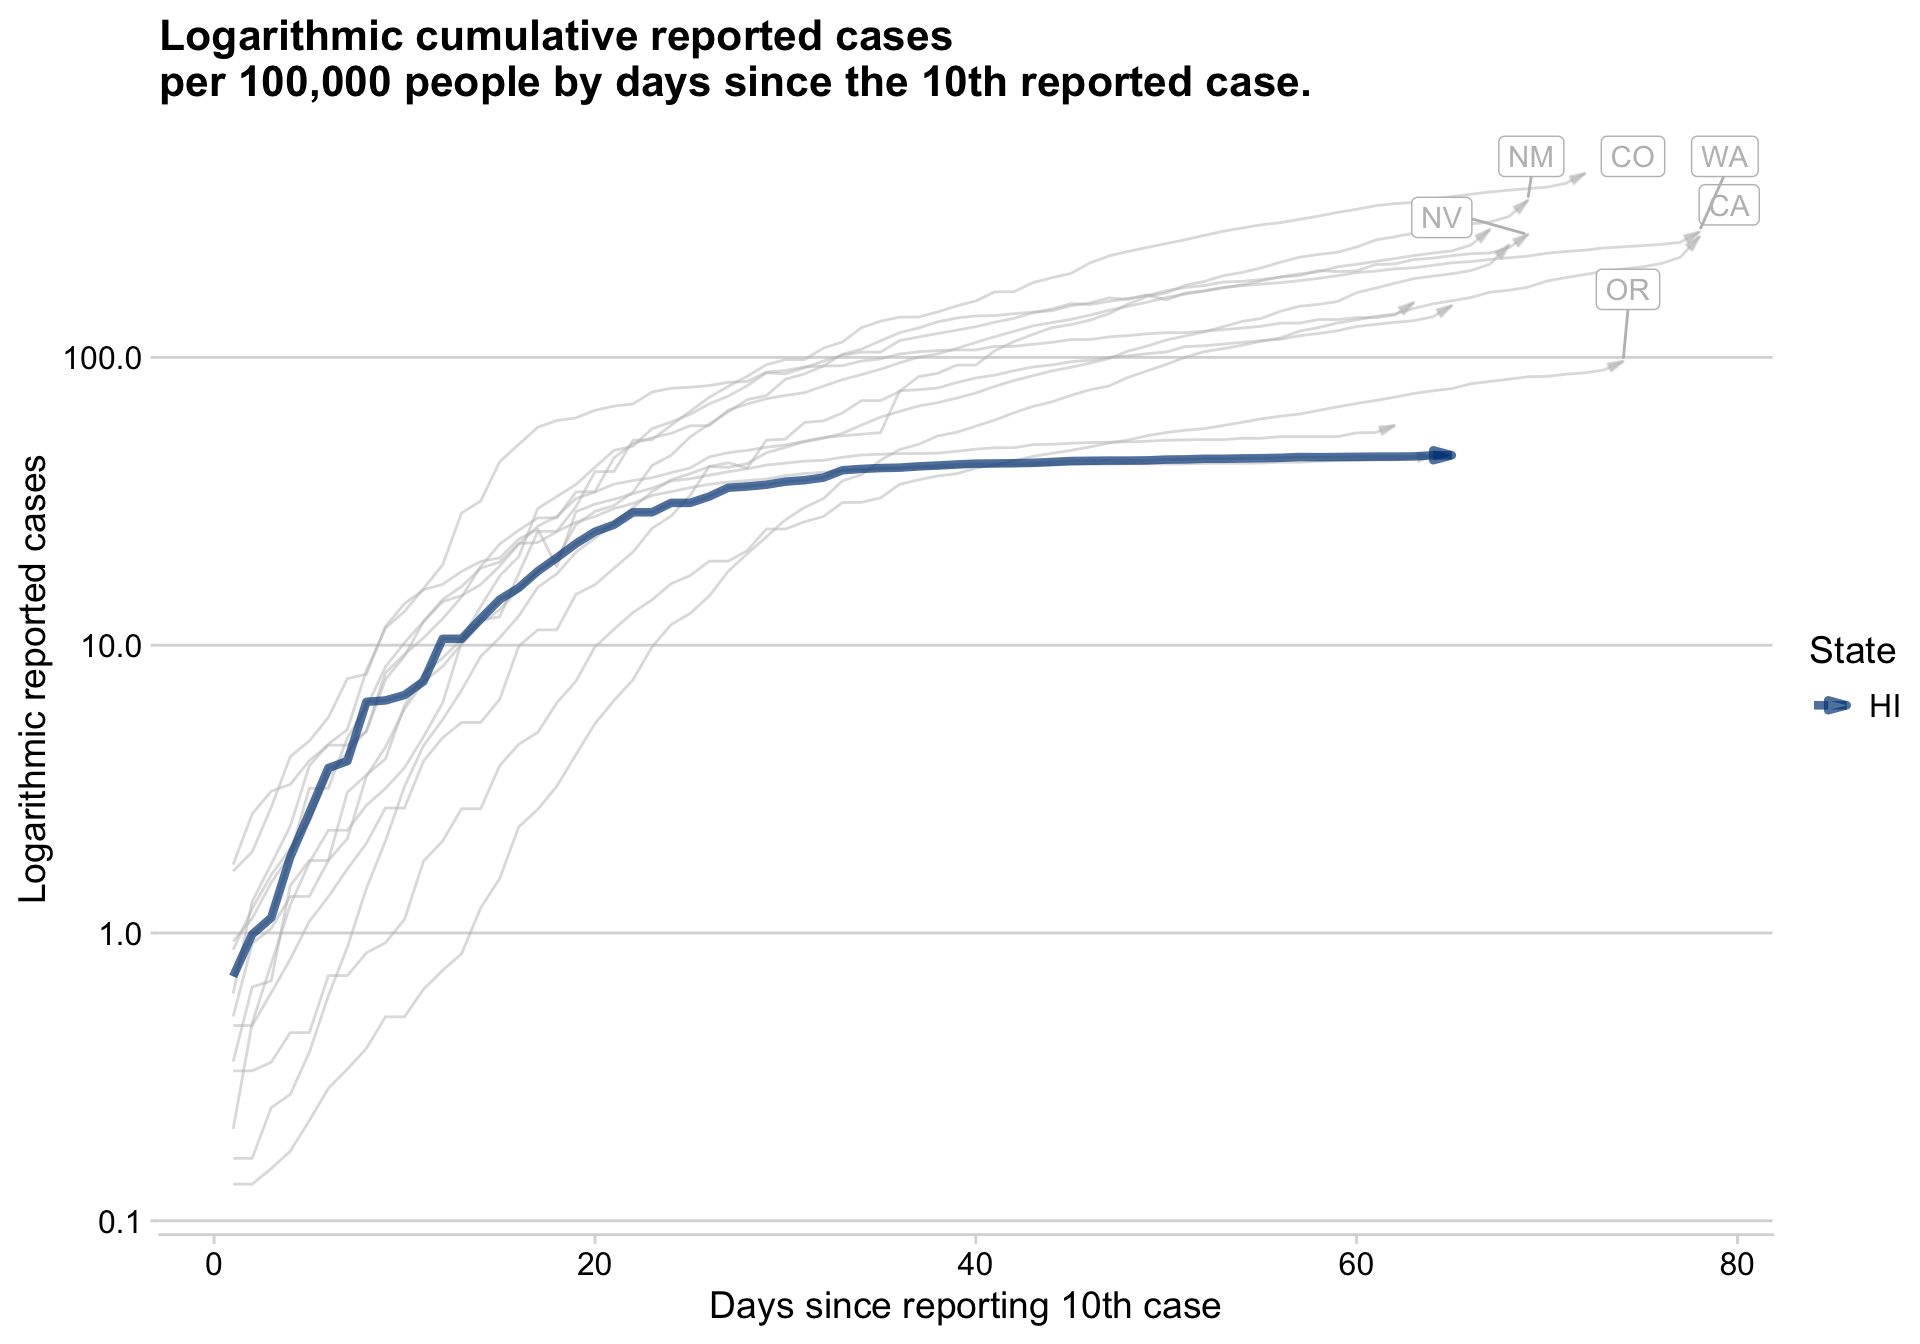 Logarithmic cumulative reported cases
per 100,000 people by days since the 10th reported case.
NM
CO
WA
CA
NV
OR
100.0
10.0
1.0
0.1
Logarithmic reported cases
0
20
40
60
80
Days since reporting 10th case
State
HI